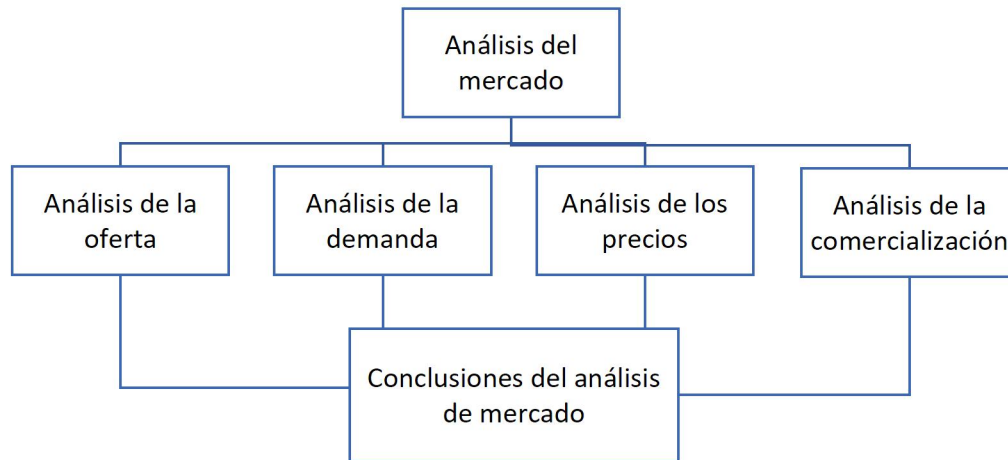 Análisis del
mercado
Análisis de la
oferta
Análisis de la
demanda
Análisis de los
precios
Análisis de la
comercialización
Conclusiones del análisis
de mercado